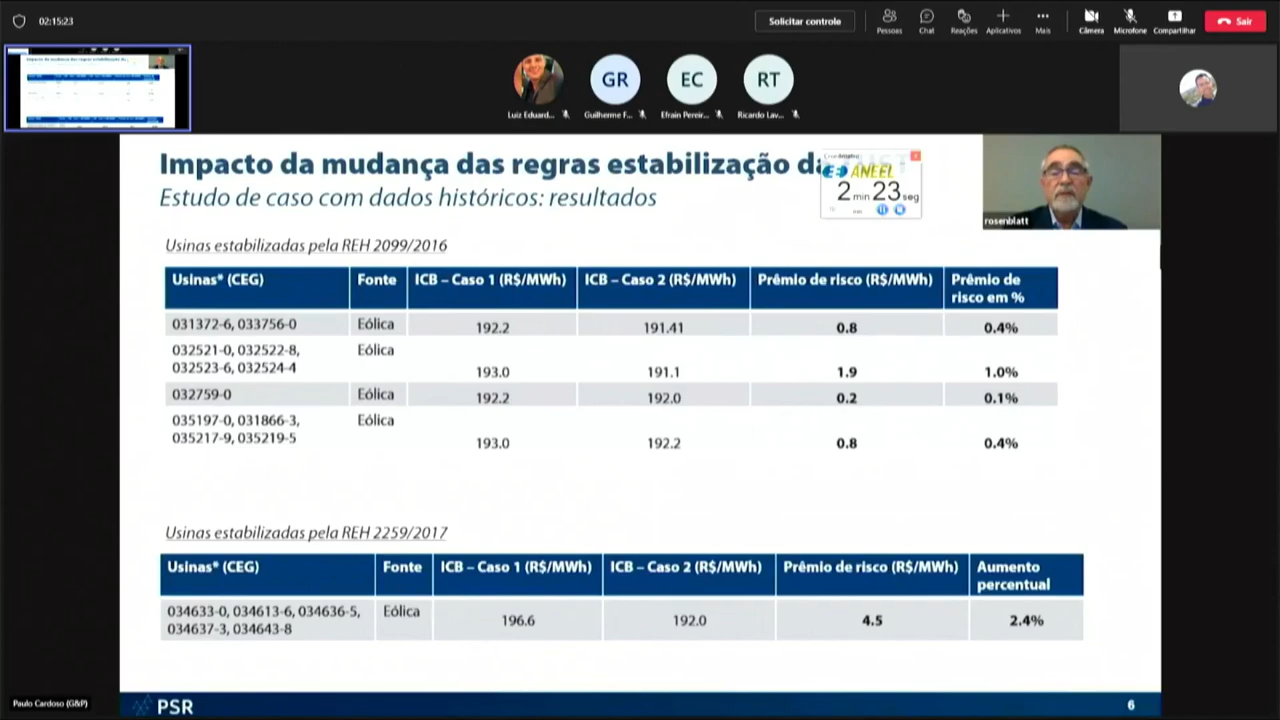 02:15:23
Solicitar controle
Pessoas
Chat
Reações
Aplicativos
Mais
Câmera
Microfone
Compartilhar
Sair
GR
EC
RT
Luiz Eduard...
Guilherme F...
Efrain Pereir...
Ricardo Lav...
Impacto da mudança das regras estabilização da
Estudo de caso com dados históricos: resultados
ANEEL
2 min 23 seg
rosenblatt
Usinas estabilizadas pela REH 2099/2016
Usinas* (CEG) Fonte ICB – Caso 1 (R$/MWh) ICB – Caso 2 (R$/MWh) Prêmio de risco (R$/MWh) Prêmio de
risco em %
031372-6, 033756-0 Eólica 192.2 191.41 0.8 0.4%
032521-0, 032522-8, Eólica
032523-6, 032524-4 193.0 191.1 1.9 1.0%
032759-0 Eólica 192.2 192.0 0.2 0.1%
035197-0, 031866-3, Eólica
035217-9, 035219-5 193.0 192.2 0.8 0.4%
Usinas estabilizadas pela REH 2259/2017
Usinas* (CEG) Fonte ICB – Caso 1 (R$/MWh) ICB – Caso 2 (R$/MWh) Prêmio de risco (R$/MWh) Aumento
percentual
034633-0, 034613-6, 034636-5, Eólica 196.6 192.0 4.5 2.4%
034637-3, 034643-8
Paulo Cardoso (G&P)
PSR
6